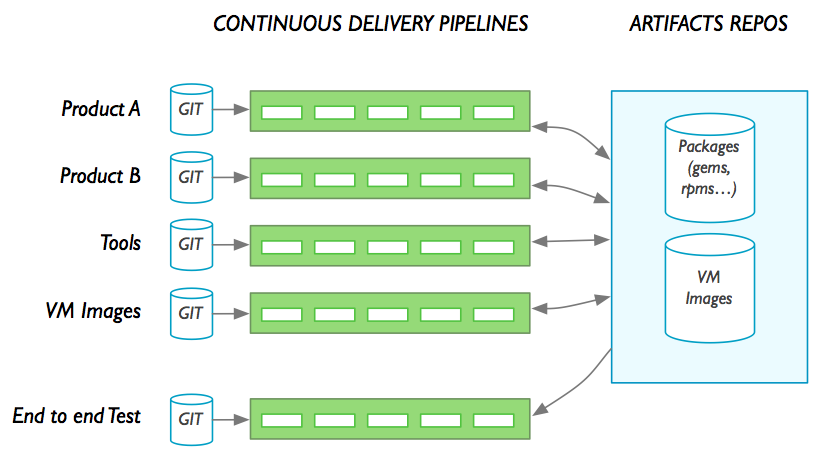 CONTINUOUS DELIVERY PIPELINES
ARTIFACTS REPOS
Product A
GIT
Product B
GIT
Tools
GIT
VM Images
GIT
End to end Test
GIT
Packages
(gems,
rpms...)
VM
Images